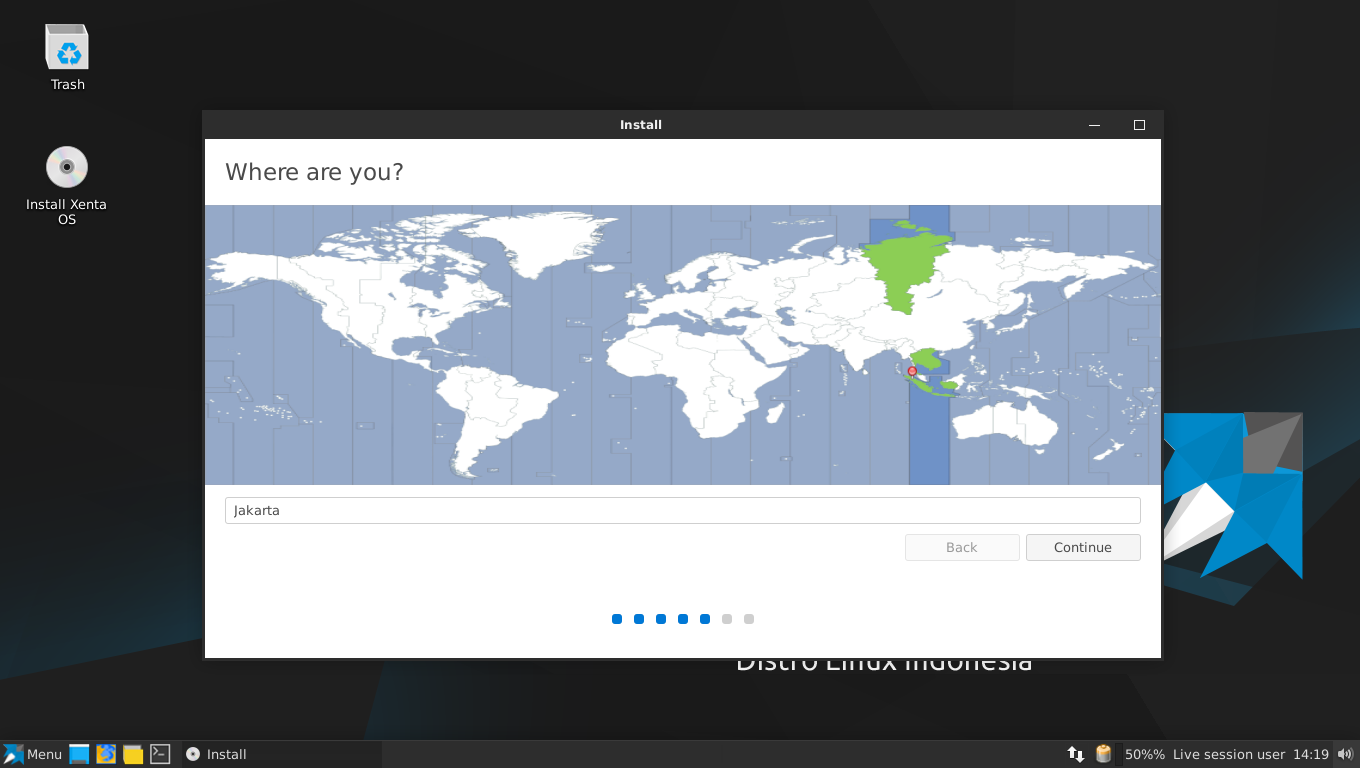 Trash
Install Xenta
OS
Install
Where are you?
Jakarta
Back
Continue
Distro Linux Indonesia
Menu
Install
50%%
Live session user
14:19